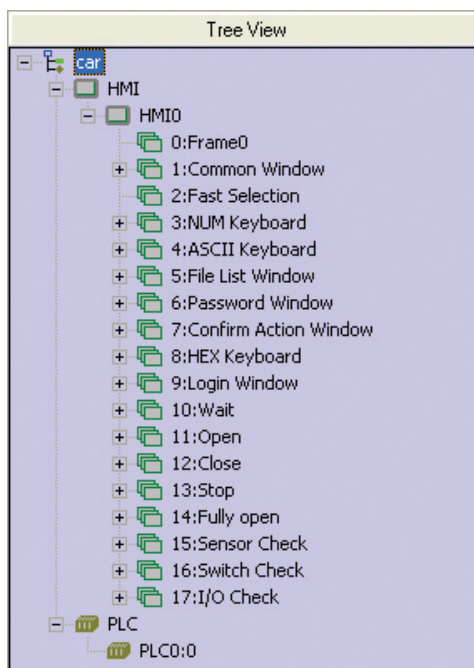 Tree View
car
HMI
HMI0
0:Frame0
1:Common Window
2:Fast Selection
3:NUM Keyboard
4:ASCII Keyboard
5:File List Window
6:Password Window
7:Confirm Action Window
8:HEX Keyboard
9:Login Window
10:Wait
11:Open
12:Close
13:Stop
14:Fully open
15:Sensor Check
16:Switch Check
17:I/O Check
PLC
PLC0:0